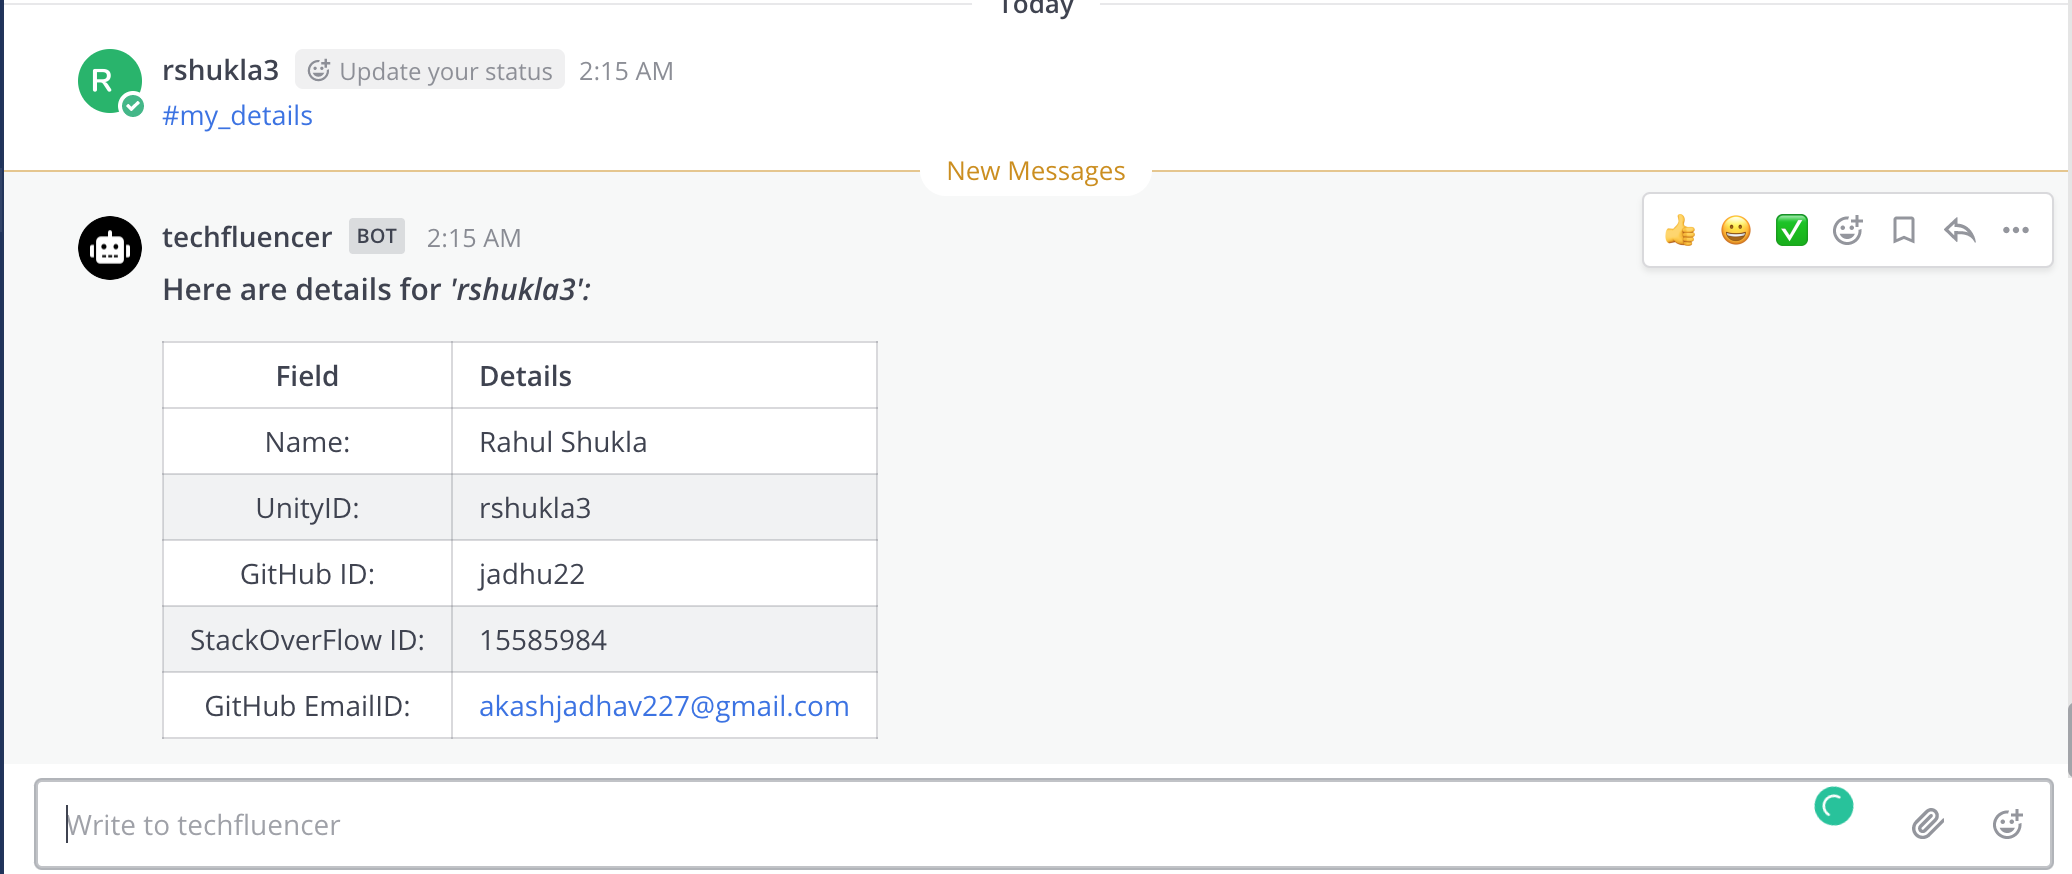 Today
rshukla3 Update your status 2:15 AM
#my_details
New Messages
techfluencer BOT 2:15 AM
Here are details for 'rshukla3':
Field Details
Name: Rahul Shukla
UnityID: rshukla3
GitHub ID: jadhu22
StackOverFlow ID: 15585984
GitHub EmailID: akashjadhav227@gmail.com
Write to techfluencer
R